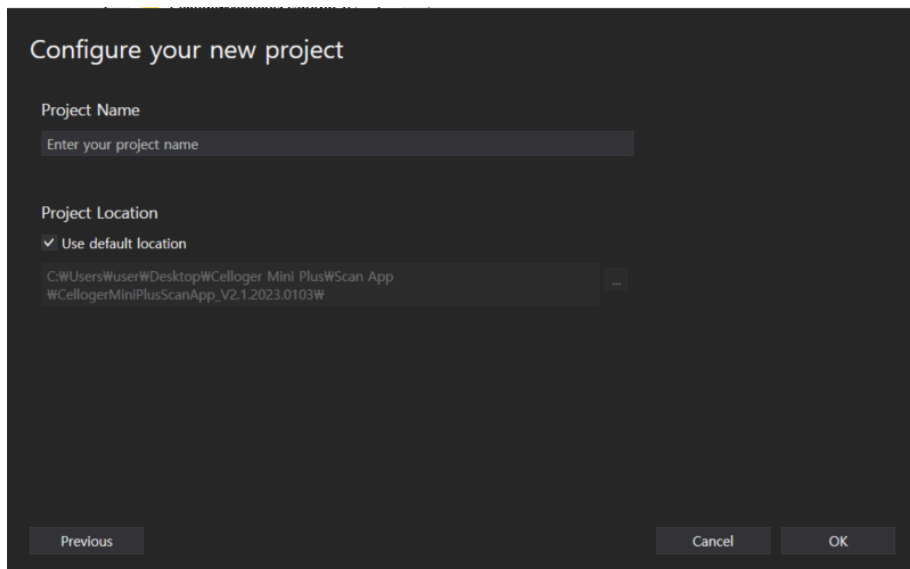 Configure your new project
Project Name
Enter your project name
Project Location
Use default location
C:₩Users₩user₩Desktop₩Celloger Mini Plus₩Scan App
₩CellogerMiniPlusScanApp_V2.1.2023.0103₩
...
Previous
Cancel
OK